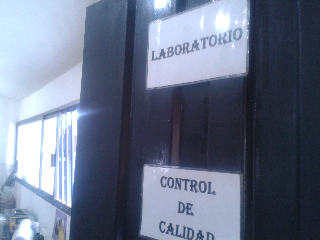 LABORATORIO
CONTROL
DE
CALIDAD